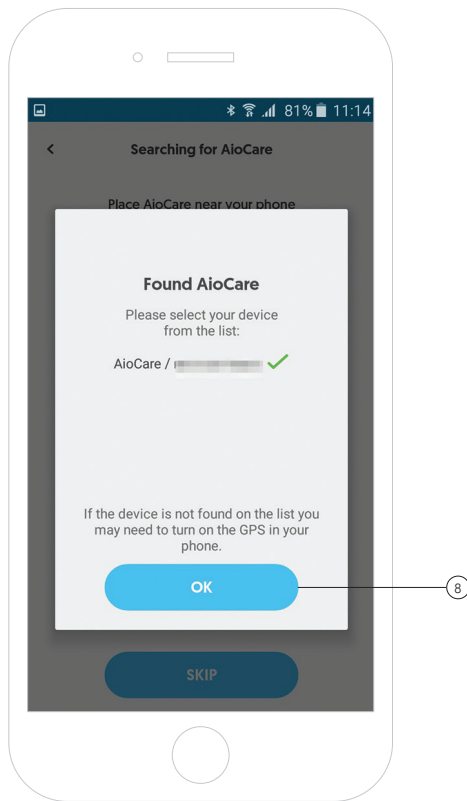 81% 11:14
Searching for AioCare
Place AioCare near your phone
Found AioCare
Please select your device
from the list:
AioCare /
If the device is not found on the list you
may need to turn on the GPS in your
phone.
OK
8
SKIP